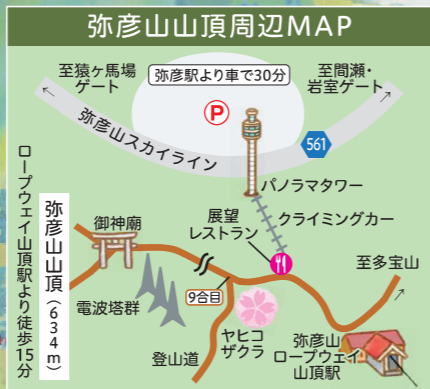 弥彦山山頂周辺MAP
至猿ヶ馬場
ゲート
弥彦駅より車で30分
至間瀬・
岩室ゲート
P
弥彦山スカイライン
561
パノラマタワー
クライミングカー
展望
レストラン
ロープウェイ山頂駅より徒歩15分
弥彦山山頂(634m)
御神廟
至多宝山
9合目
電波塔群
ヤヒコ
ザクラ
登山道
弥彦山
ロープウェイ
山頂駅